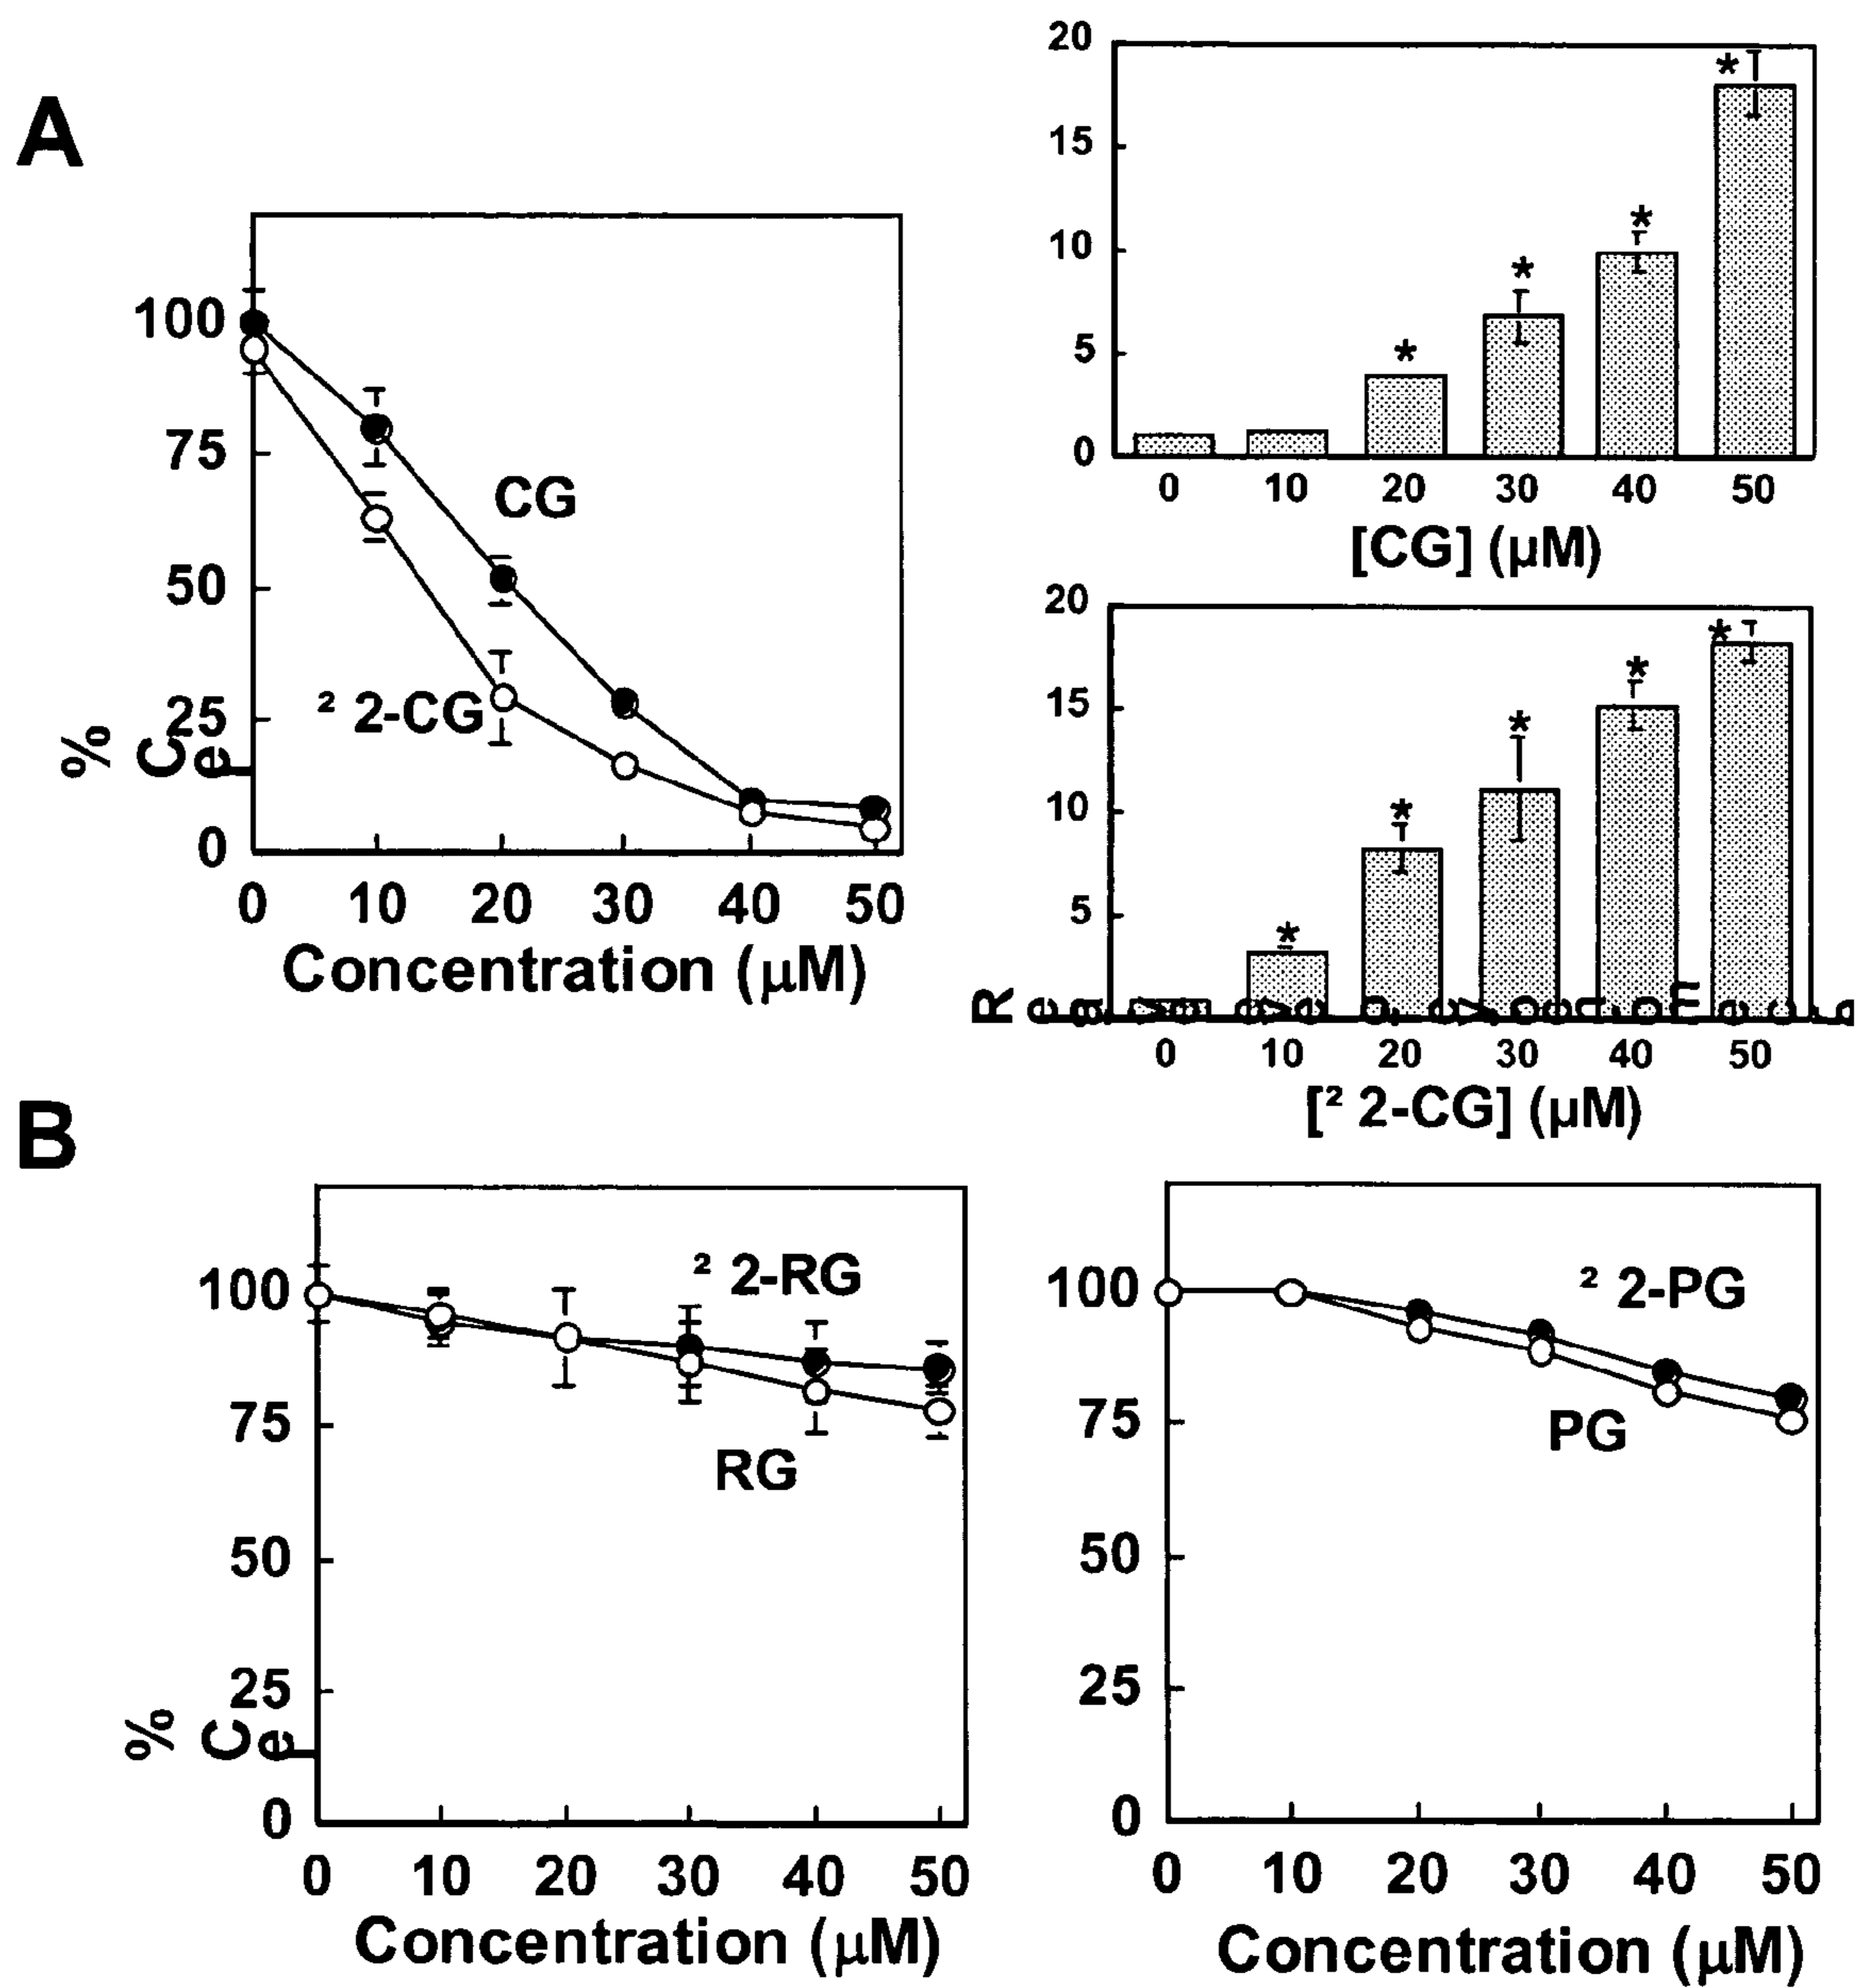 A
100
75
50
25
0
% Cel
CG
² 2-CG
0 10 20 30 40 50
Concentration (μM)
20
15
10
5
0
* * * *
0 10 20 30 40 50
[CG] (μM)
20
15
10
5
* * * * *
0 10 20 30 40 50
[² 2-CG] (μM)
B
100
75
50
25
0
% Cel
² 2-RG
RG
0 10 20 30 40 50
Concentration (μM)
100
75
50
25
0
² 2-PG
PG
0 10 20 30 40 50
Concentration (μM)